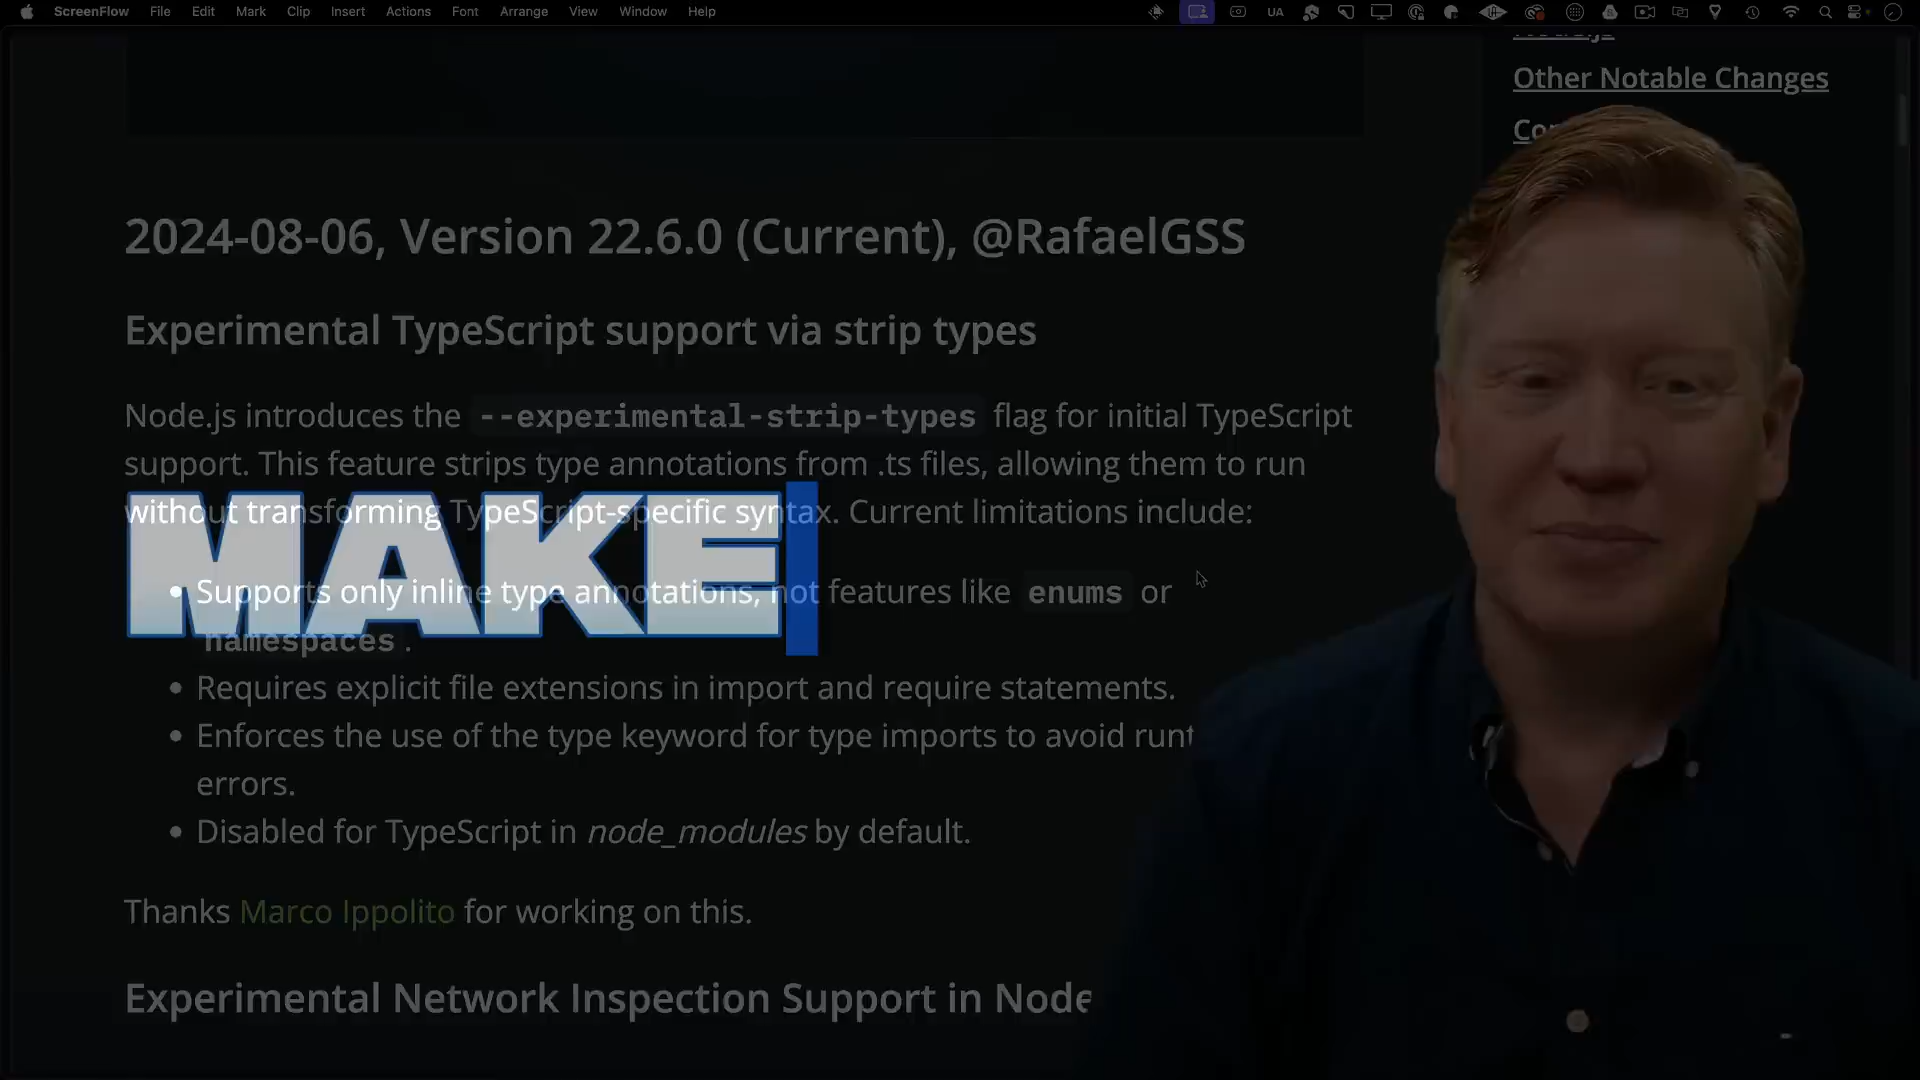 ScreenFlow File Edit Mark Clip Insert Actions Font Arrange View Window Help
UA
Other Notable Changes
2024-08-06, Version 22.6.0 (Current), @RafaelGSS
Experimental TypeScript support via strip types
Node.js introduces the --experimental-strip-types flag for initial TypeScript
support. This feature strips type annotations from .ts files, allowing them to run
without transforming TypeScript-specific syntax. Current limitations include:
MAKE
• Supports only inline type annotations, not features like enums or
namespaces.
• Requires explicit file extensions in import and require statements.
• Enforces the use of the type keyword for type imports to avoid runt
errors.
• Disabled for TypeScript in node_modules by default.
Thanks Marco Ippolito for working on this.
Experimental Network Inspection Support in Node